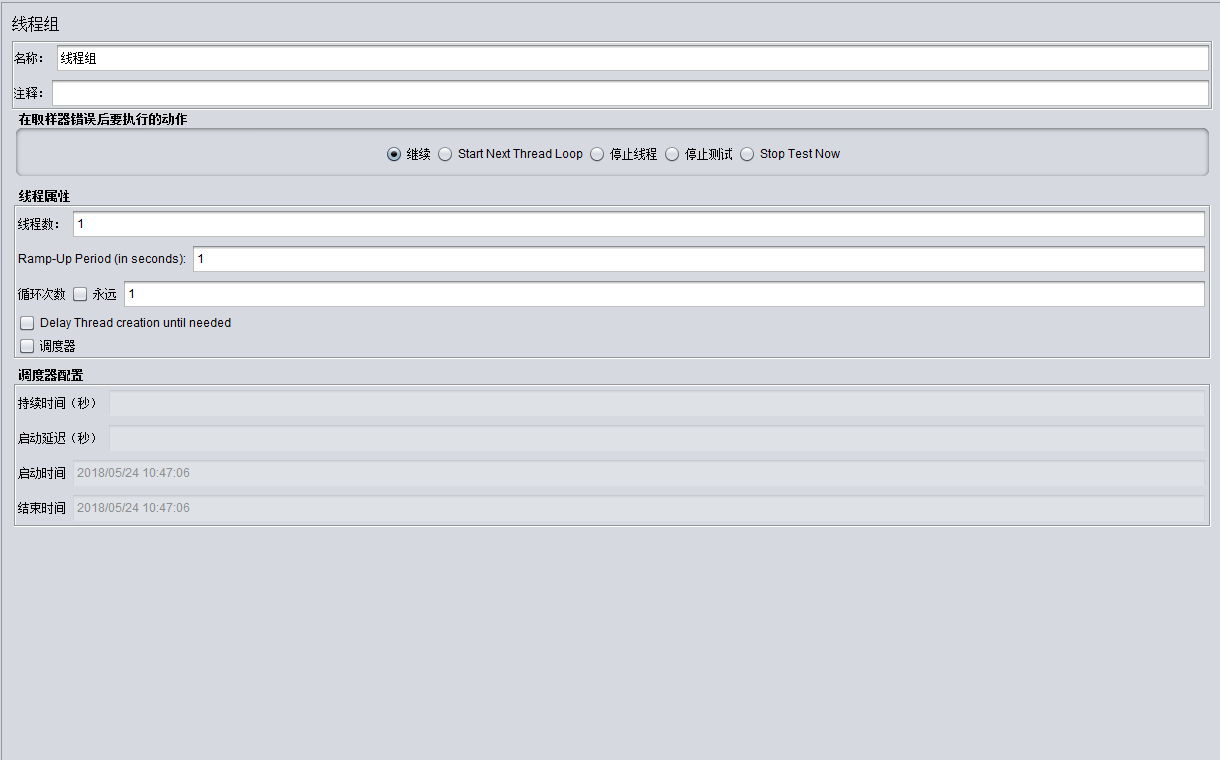 线程组
名称： 线程组
注释：
在取样器错误后要执行的动作
继续 Start Next Thread Loop 停止线程 停止测试 Stop Test Now
线程属性
线程数： 1
Ramp-Up Period (in seconds): 1
循环次数 永远 1
Delay Thread creation until needed
调度器
调度器配置
持续时间（秒）
启动延迟（秒）
启动时间 2018/05/24 10:47:06
结束时间 2018/05/24 10:47:06